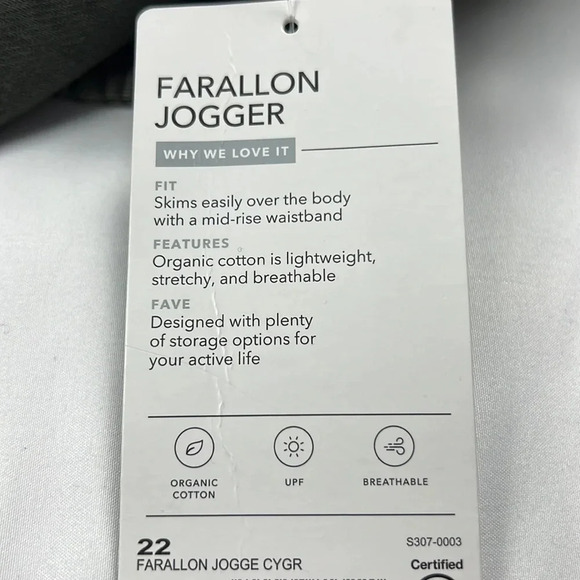 FARALLON
JOGGER
WHY WE LOVE IT
FIT
Skims easily over the body
with a mid-rise waistband
FEATURES
Organic cotton is lightweight,
stretchy, and breathable
FAVE
Designed with plenty
of storage options for
your active life
ORGANIC
COTTON
UPF
BREATHABLE
22
S307-0003
FARALLON JOGGE CYGR
Certified